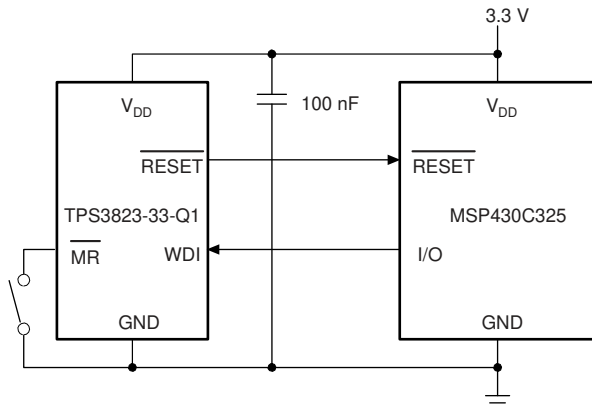 3.3 V
V_DD
100 nF
V_DD
RESET
RESET
TPS3823-33-Q1
MSP430C325
MR
WDI
I/O
GND
GND